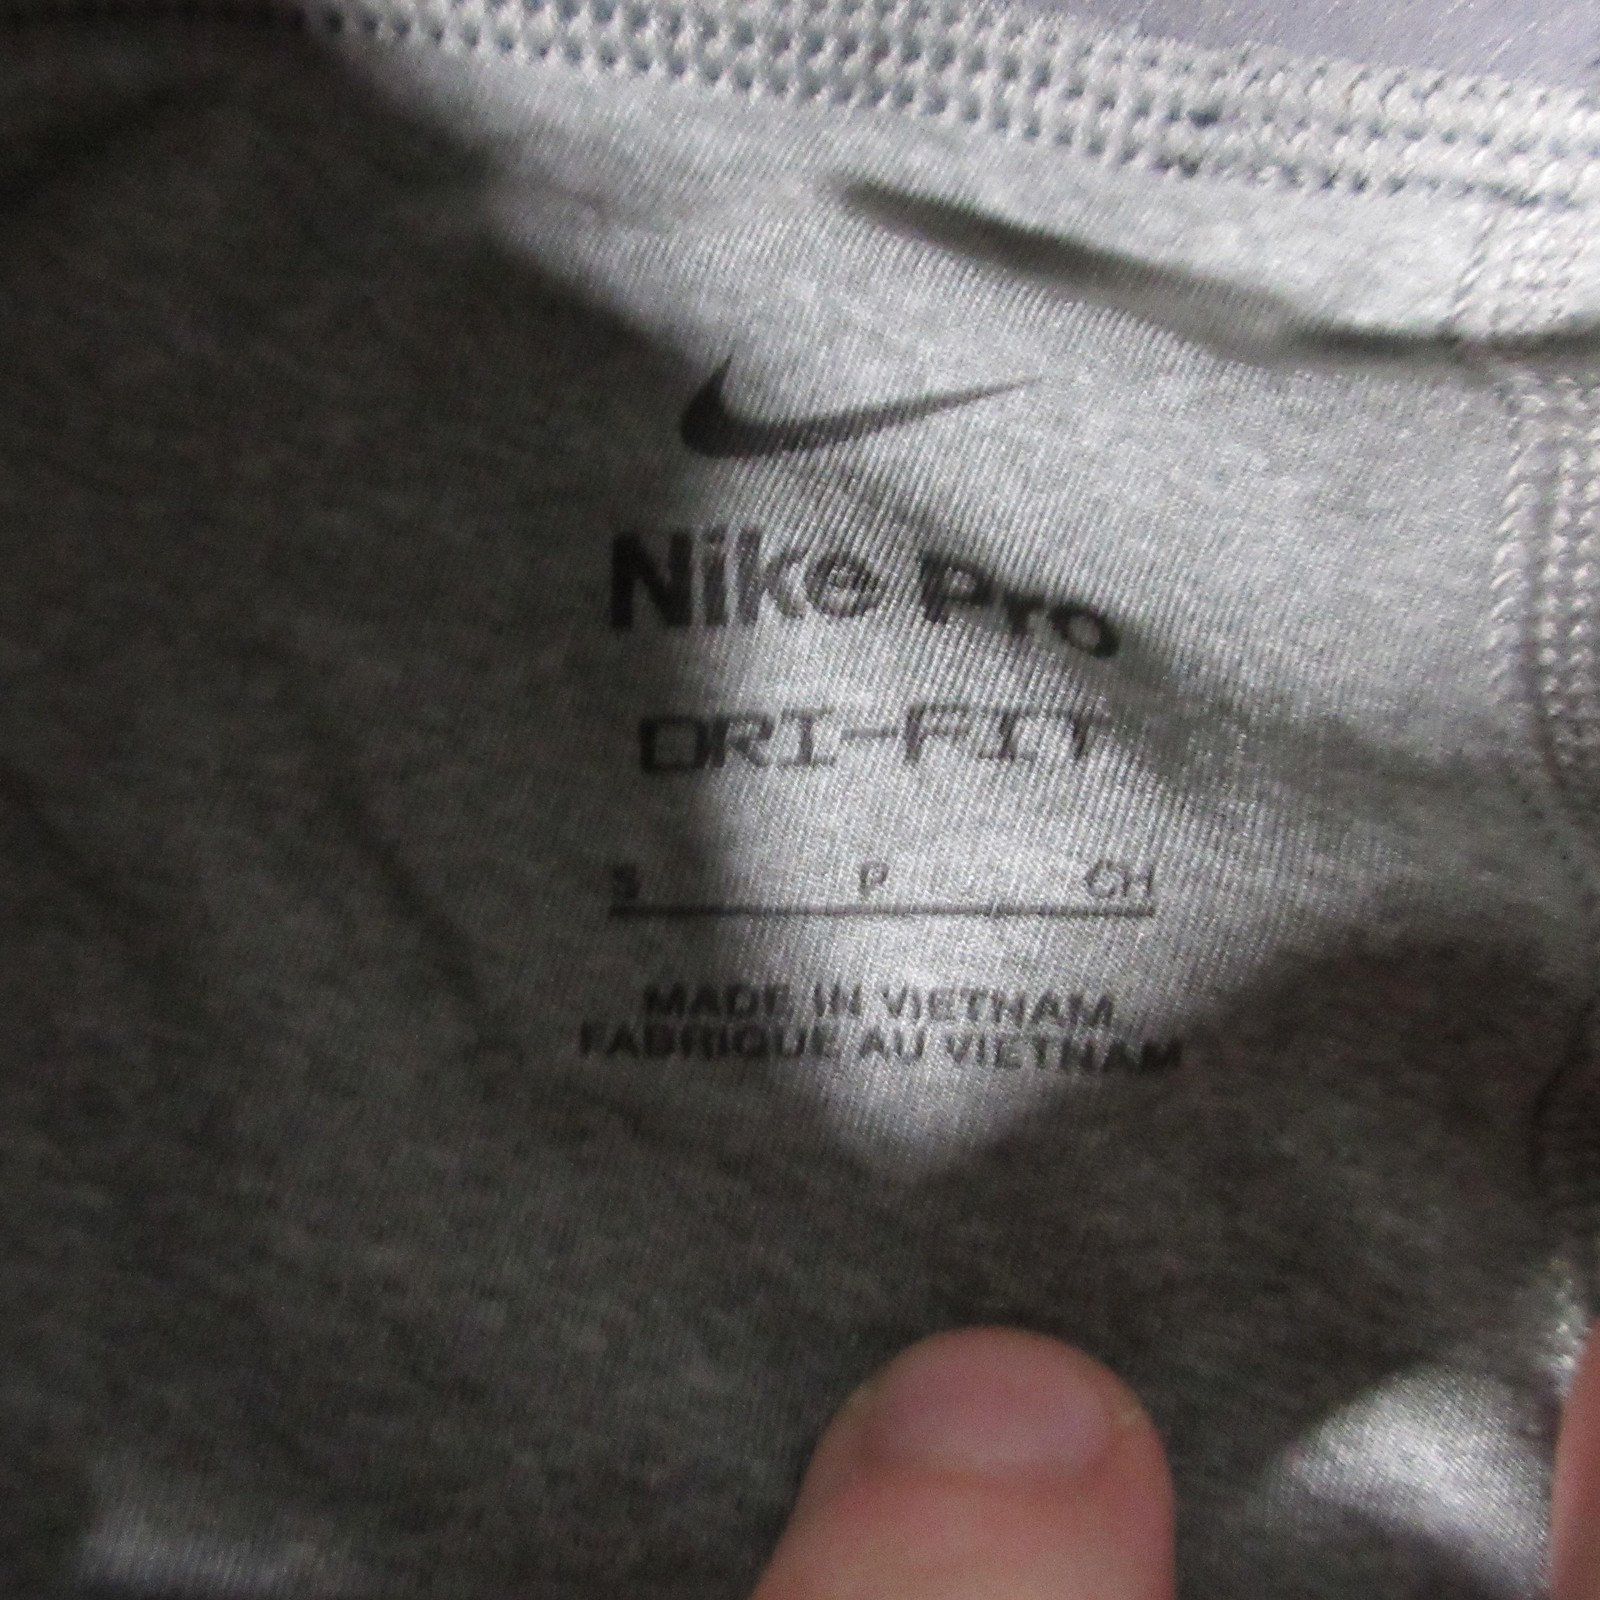 Nike Pro
DRI-FIT
S P CH
MADE IN VIETNAM
FABRIQUE AU VIETNAM